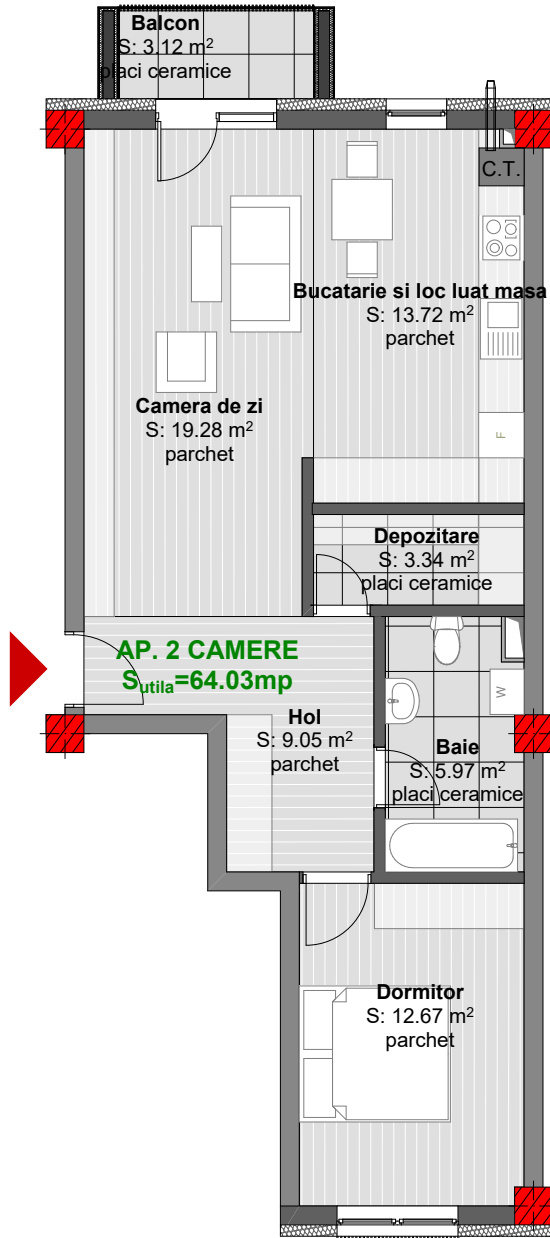 Balcon
S: 3.12 m²
placi ceramice
C.T.
Bucatarie si loc luat masa
S: 13.72 m²
parchet
Camera de zi
S: 19.28 m²
parchet
F
Depozitare
S: 3.34 m²
placi ceramice
AP. 2 CAMERE
Sutila=64.03mp
Hol
S: 9.05 m²
parchet
W
Baie
S: 5.97 m²
placi ceramice
Dormitor
S: 12.67 m²
parchet